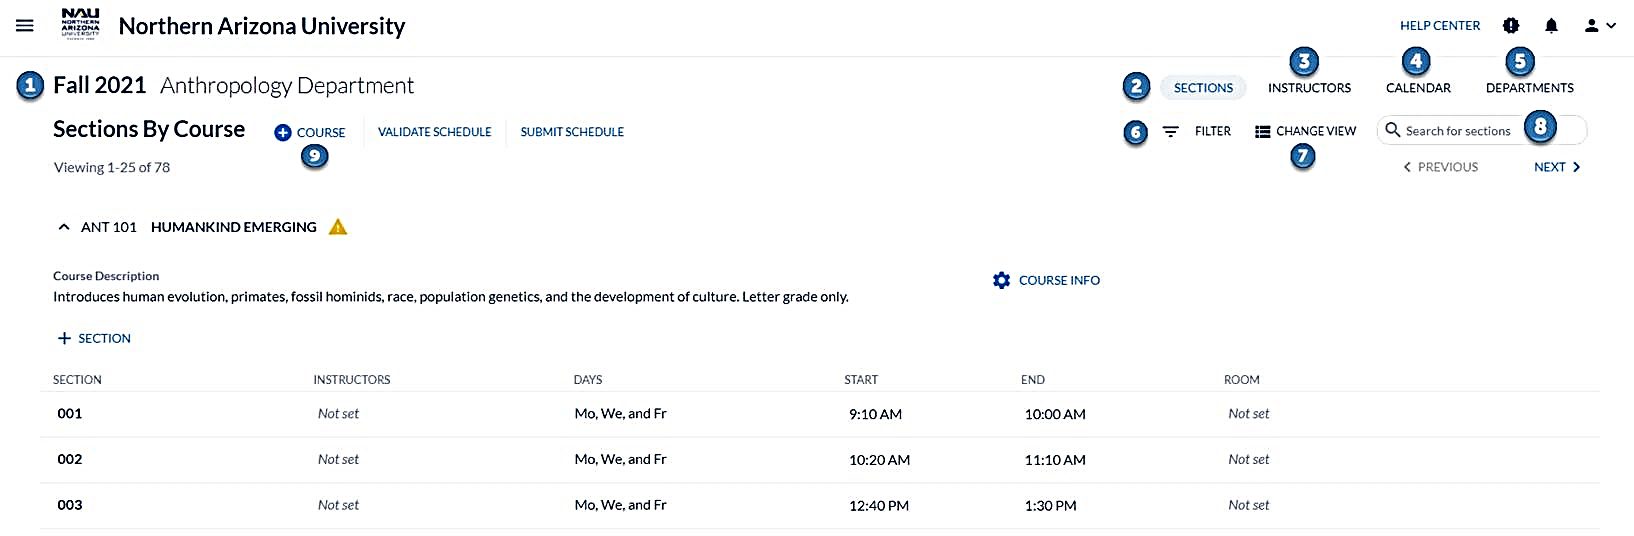 NAU
NORTHERN
ARIZONA
UNIVERSITY
Northern Arizona University
HELP CENTER
1 Fall 2021 Anthropology Department
2 SECTIONS
3
INSTRUCTORS
4
CALENDAR
5
DEPARTMENTS
Sections By Course
COURSE
9
VALIDATE SCHEDULE
SUBMIT SCHEDULE
6 FILTER
CHANGE VIEW
7
Search for sections 8
Viewing 1-25 of 78
PREVIOUS
NEXT
ANT 101 HUMANKIND EMERGING
Course Description
Introduces human evolution, primates, fossil hominids, race, population genetics, and the development of culture. Letter grade only.
COURSE INFO
+ SECTION
SECTION INSTRUCTORS DAYS START END ROOM
001 Not set Mo, We, and Fr 9:10 AM 10:00 AM Not set
002 Not set Mo, We, and Fr 10:20 AM 11:10 AM Not set
003 Not set Mo, We, and Fr 12:40 PM 1:30 PM Not set